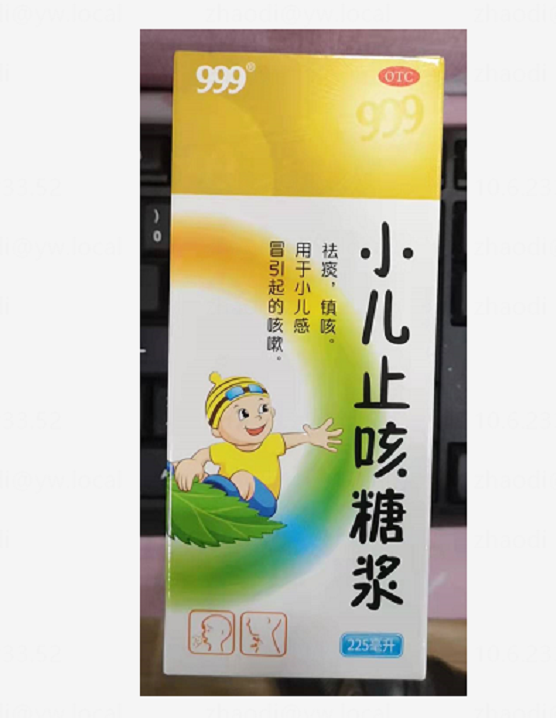 999®
OTC
999
小儿止咳糖浆
祛痰，镇咳。
用于小儿感
冒引起的咳嗽。
225毫升
)
0